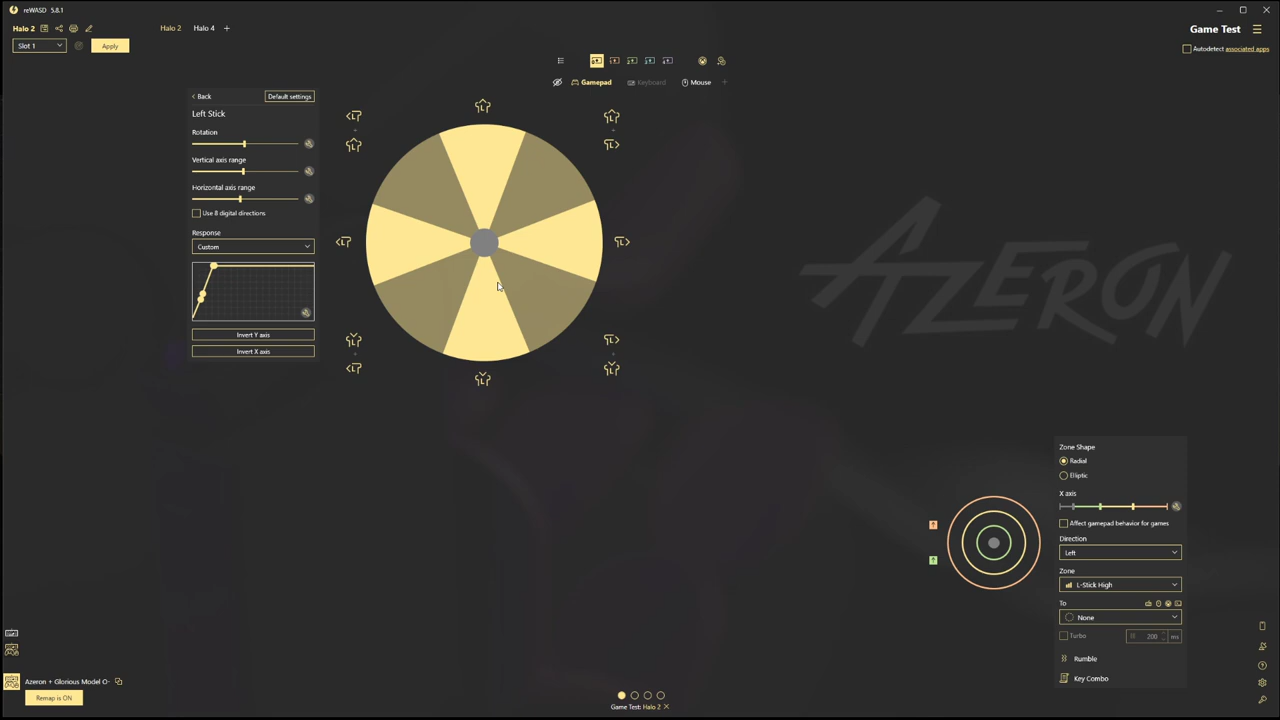 reWASD 5.8.1
Halo 2
Halo 2
Halo 4
Game Test
Slot 1
Apply
Autodetect associated apps
Gamepad
Keyboard
Mouse
Back
Default settings
Left Stick
Rotation
Vertical axis range
Horizontal axis range
Use 8 digital directions
Response
Custom
Invert Y axis
Invert X axis
AZERON
Zone Shape
Radial
Elliptic
X axis
Affect gamepad behavior for games
Direction
Left
Zone
L-Stick High
To
None
Turbo
200 ms
Rumble
Key Combo
Azeron + Glorious Model O-
Remap is ON
Game Test: Halo 2